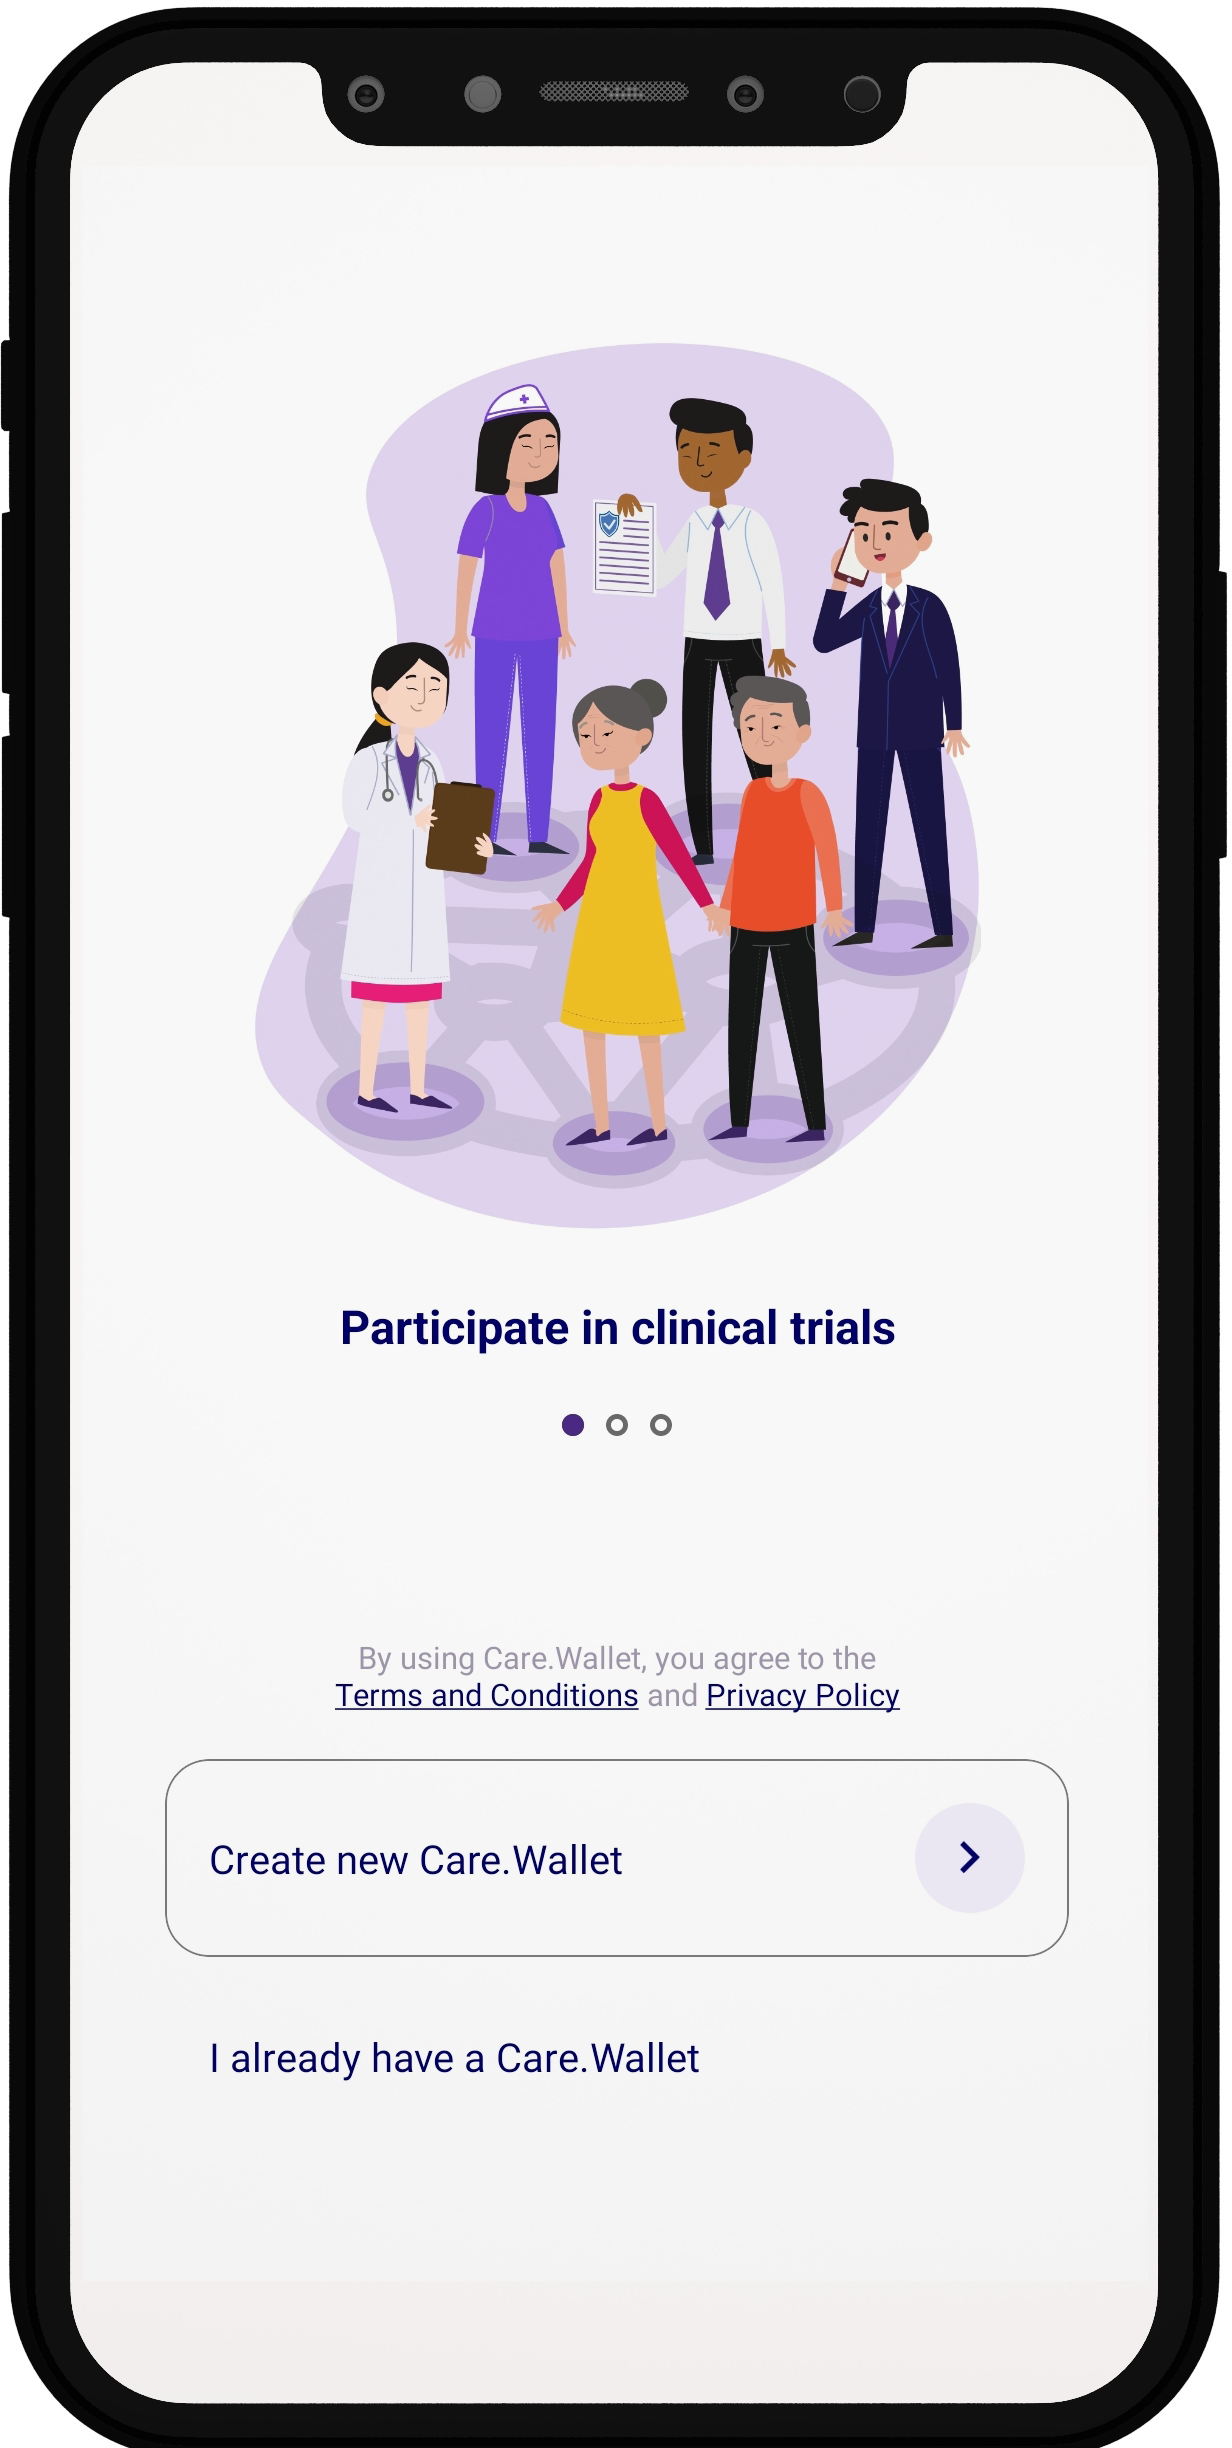 Participate in clinical trials
By using Care.Wallet, you agree to the
Terms and Conditions and Privacy Policy
Create new Care.Wallet
I already have a Care.Wallet